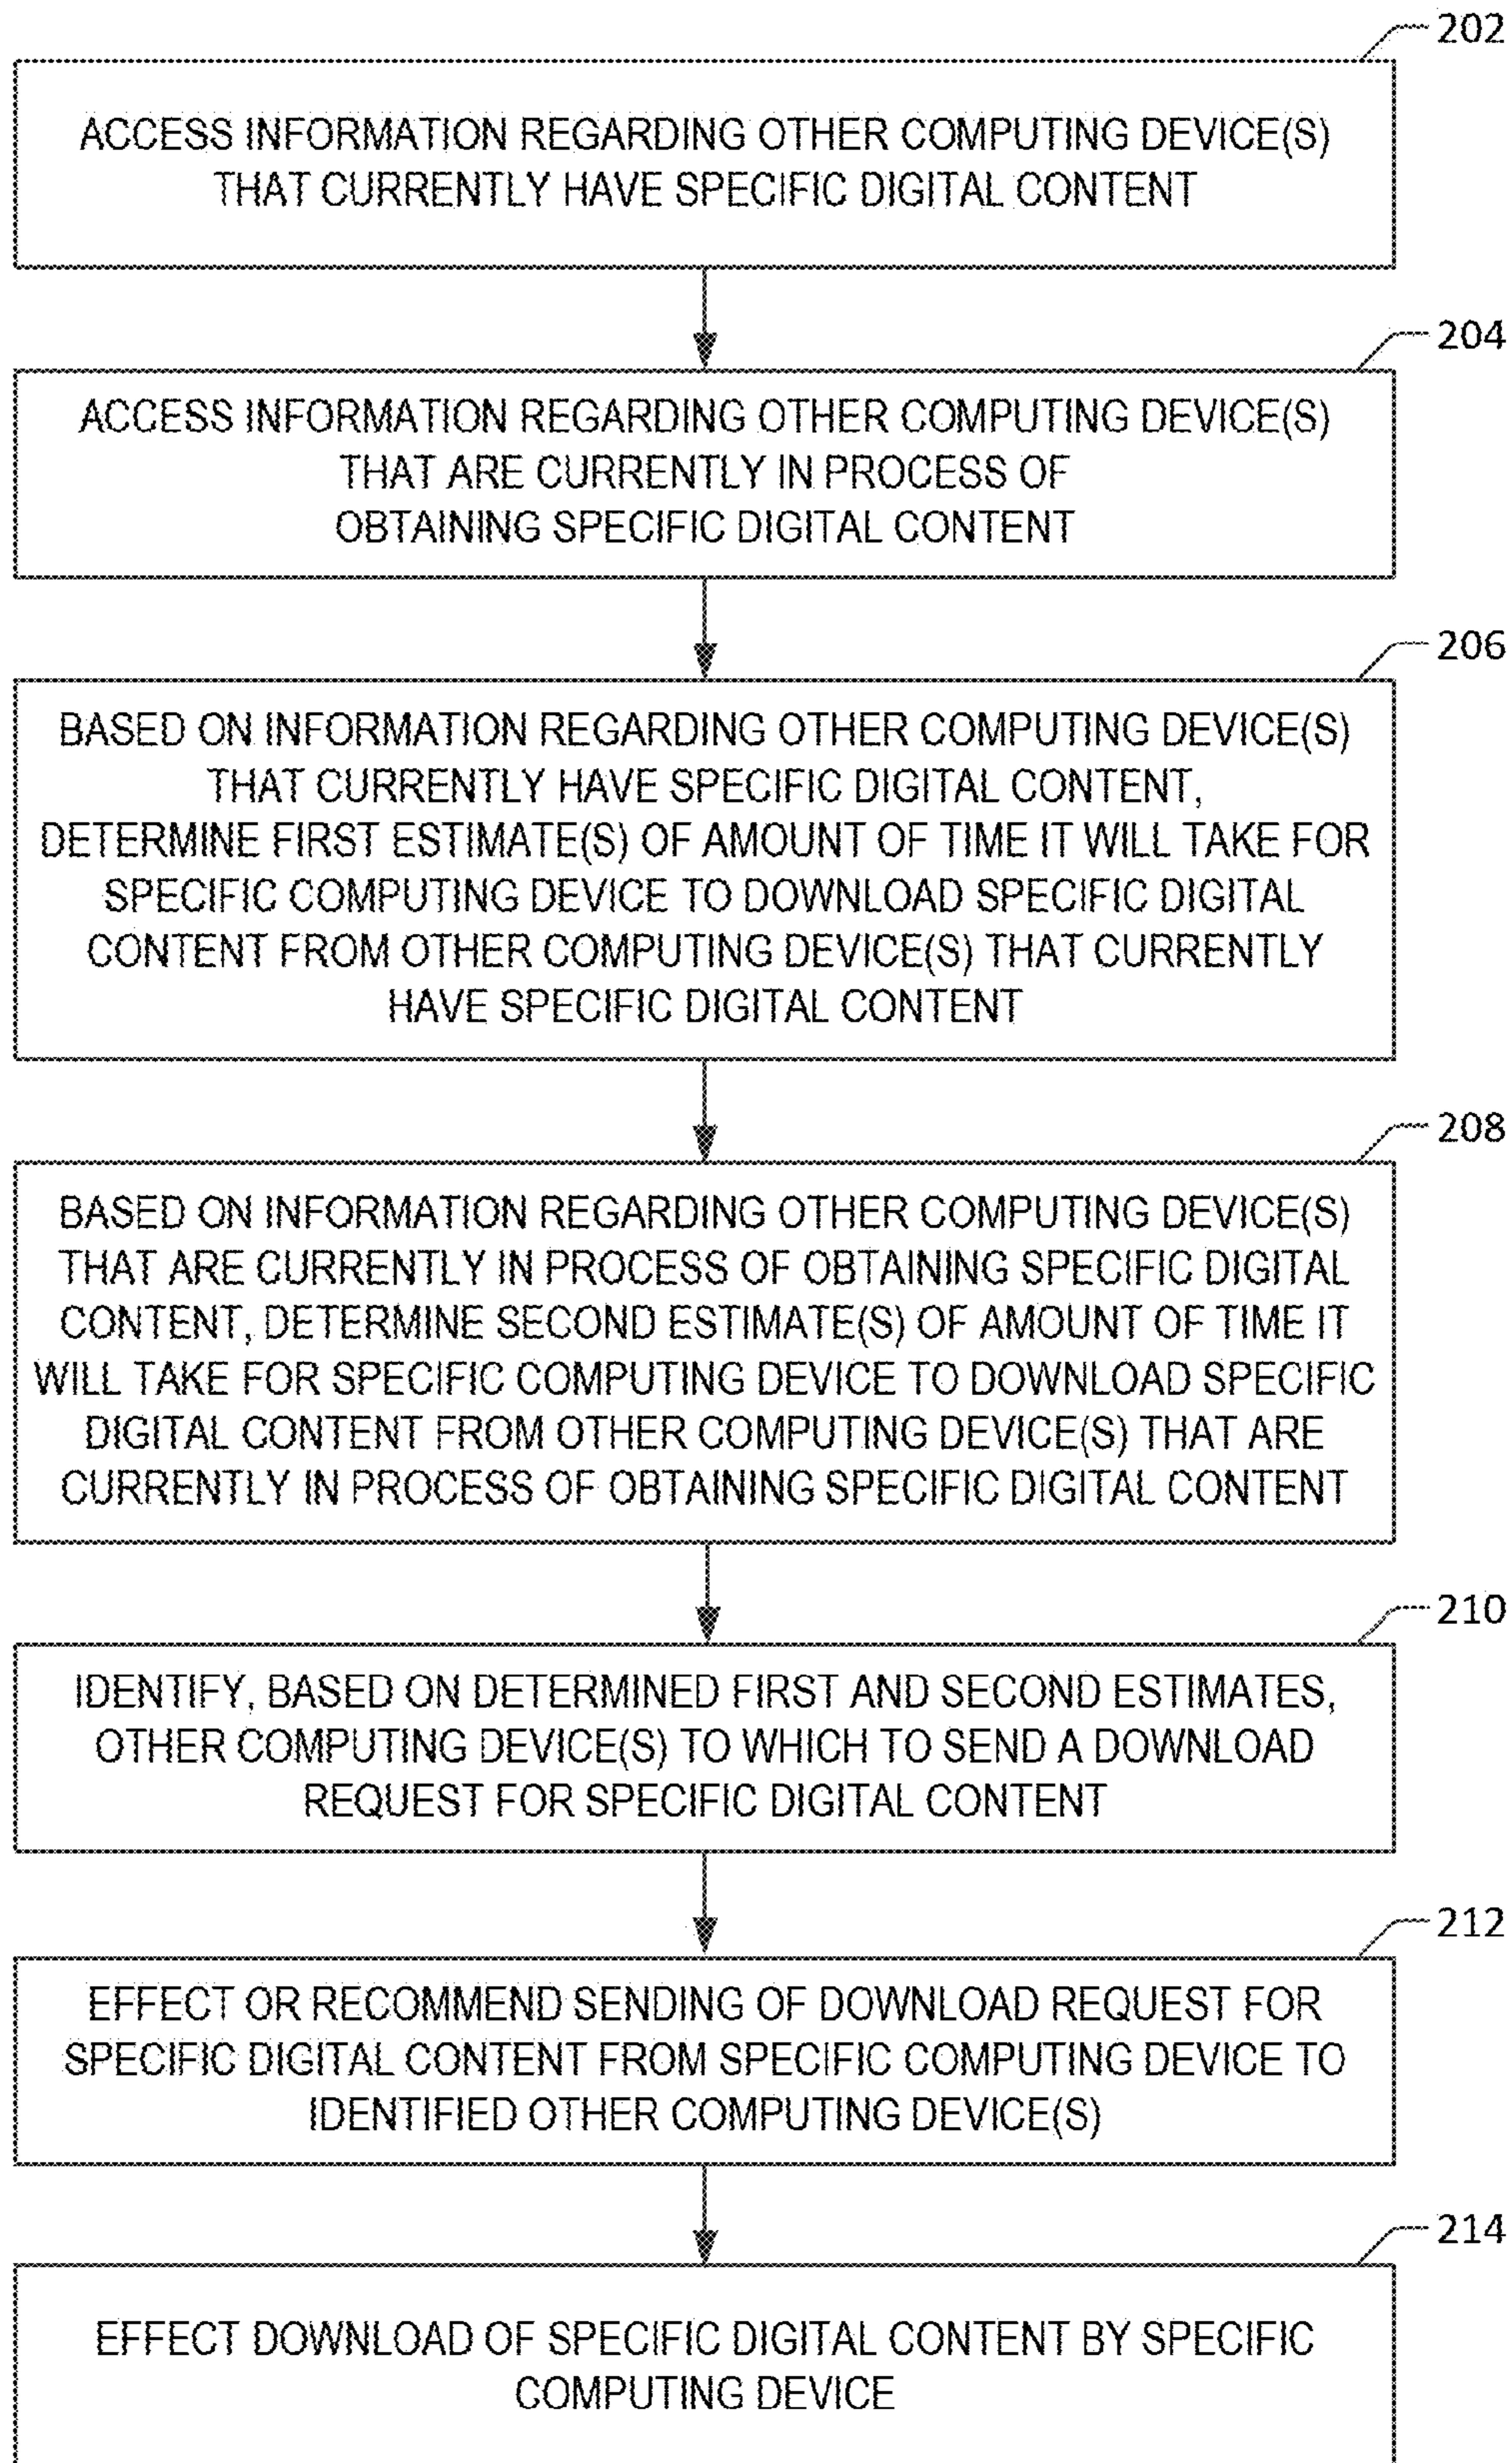 202
ACCESS INFORMATION REGARDING OTHER COMPUTING DEVICE(S)
THAT CURRENTLY HAVE SPECIFIC DIGITAL CONTENT
204
ACCESS INFORMATION REGARDING OTHER COMPUTING DEVICE(S)
THAT ARE CURRENTLY IN PROCESS OF
OBTAINING SPECIFIC DIGITAL CONTENT
206
BASED ON INFORMATION REGARDING OTHER COMPUTING DEVICE(S)
THAT CURRENTLY HAVE SPECIFIC DIGITAL CONTENT,
DETERMINE FIRST ESTIMATE(S) OF AMOUNT OF TIME IT WILL TAKE FOR
SPECIFIC COMPUTING DEVICE TO DOWNLOAD SPECIFIC DIGITAL
CONTENT FROM OTHER COMPUTING DEVICE(S) THAT CURRENTLY
HAVE SPECIFIC DIGITAL CONTENT
208
BASED ON INFORMATION REGARDING OTHER COMPUTING DEVICE(S)
THAT ARE CURRENTLY IN PROCESS OF OBTAINING SPECIFIC DIGITAL
CONTENT, DETERMINE SECOND ESTIMATE(S) OF AMOUNT OF TIME IT
WILL TAKE FOR SPECIFIC COMPUTING DEVICE TO DOWNLOAD SPECIFIC
DIGITAL CONTENT FROM OTHER COMPUTING DEVICE(S) THAT ARE
CURRENTLY IN PROCESS OF OBTAINING SPECIFIC DIGITAL CONTENT
210
IDENTIFY, BASED ON DETERMINED FIRST AND SECOND ESTIMATES,
OTHER COMPUTING DEVICE(S) TO WHICH TO SEND A DOWNLOAD
REQUEST FOR SPECIFIC DIGITAL CONTENT
212
EFFECT OR RECOMMEND SENDING OF DOWNLOAD REQUEST FOR
SPECIFIC DIGITAL CONTENT FROM SPECIFIC COMPUTING DEVICE TO
IDENTIFIED OTHER COMPUTING DEVICE(S)
214
EFFECT DOWNLOAD OF SPECIFIC DIGITAL CONTENT BY SPECIFIC
COMPUTING DEVICE